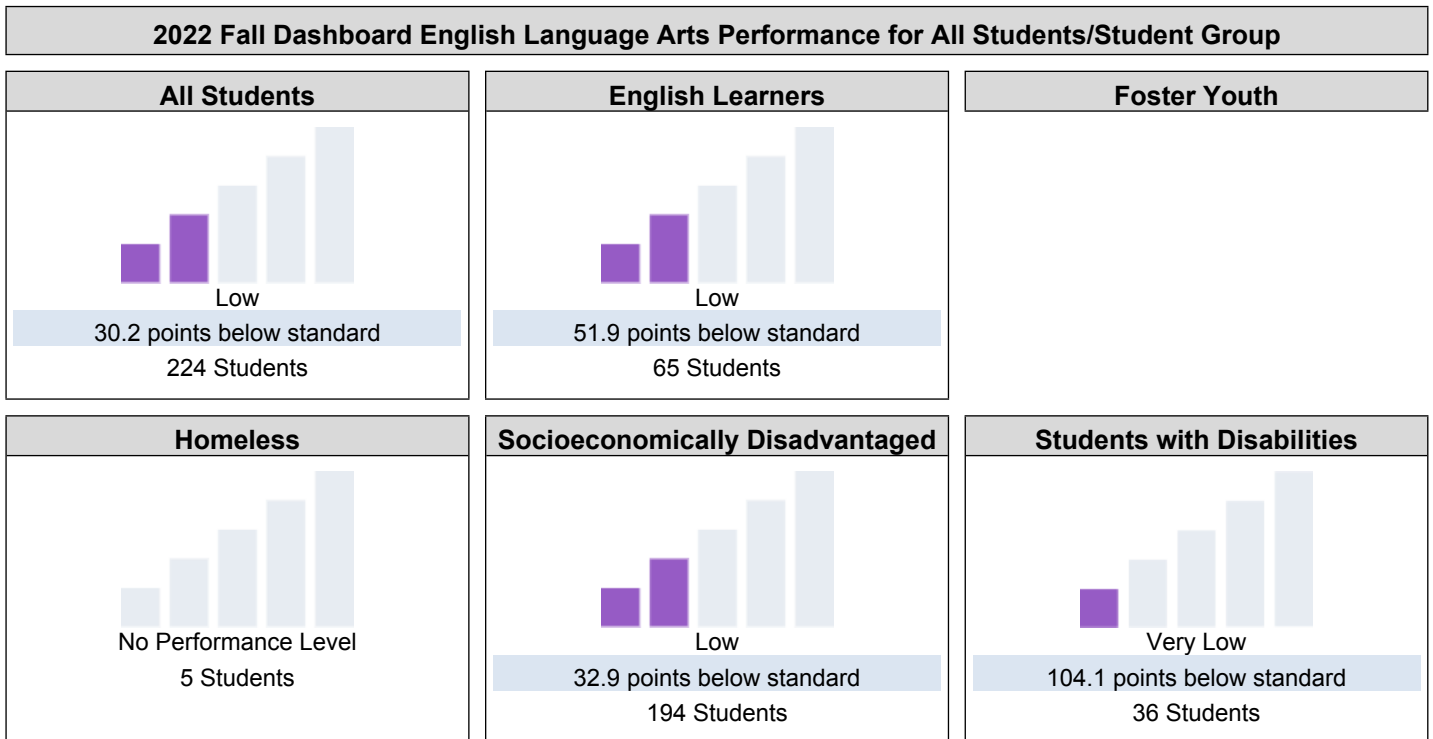 2022 Fall Dashboard English Language Arts Performance for All Students/Student Group
All Students
Low
30.2 points below standard
224 Students
English Learners
Low
51.9 points below standard
65 Students
Foster Youth
Homeless
No Performance Level
5 Students
Socioeconomically Disadvantaged
Low
32.9 points below standard
194 Students
Students with Disabilities
Very Low
104.1 points below standard
36 Students